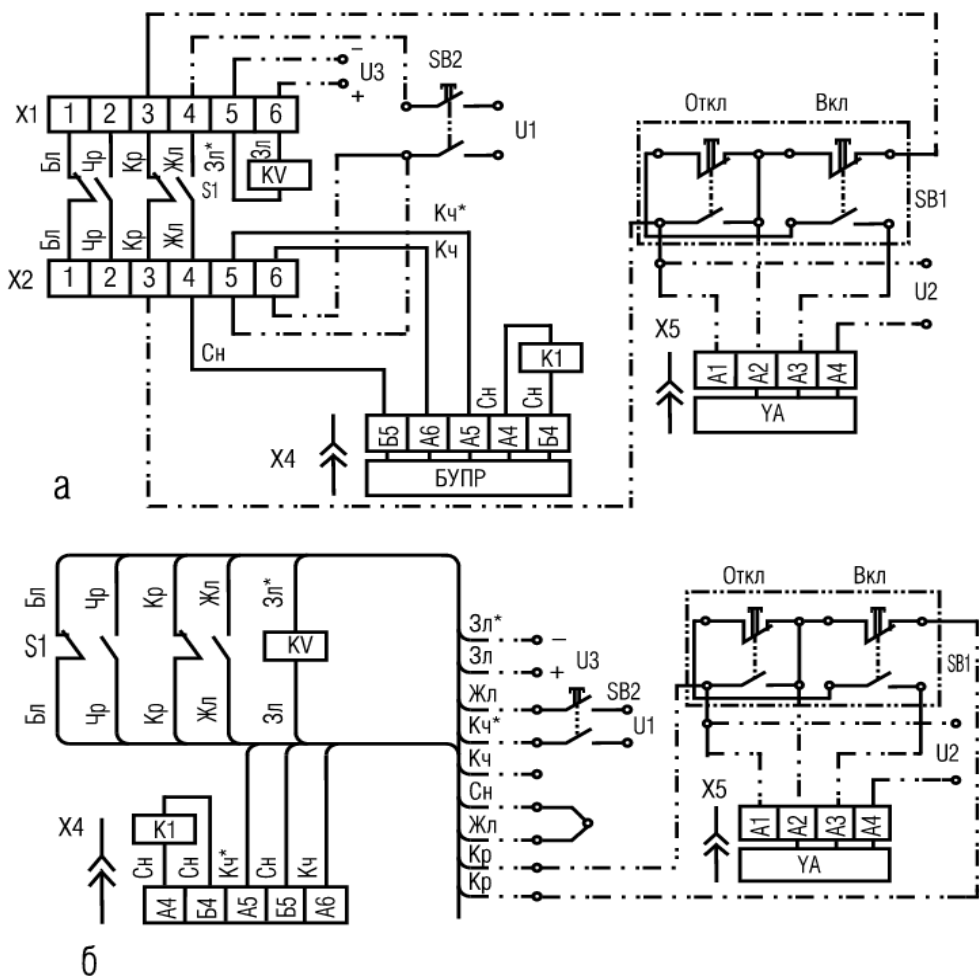 SB2
U3
−
+
U1
X1 1 2 3 4 5 6
Бл Чр Кр Жл Зл* Зл
KV
S1
Бл Чр Кр Жл
X2 1 2 3 4 5 6
Кч*
Кч
Сн
Сн
Сн
K1
X4
Б5 А6 А5 А4 Б4
БУПР
Откл Вкл
SB1
U2
X5
А1 А2 А3 А4
YA
а
Бл Чр Кр Жл Зл*
S1
KV
Бл Чр Кр Жл Зл
Зл* −
Зл + U3
Жл SB2
Кч* U1
Кч
Сн
Жл
Кр
Кр
X4
K1
Сн Сн Кч* Сн Кч
А4 Б4 А5 Б5 А6
Откл Вкл
SB1
U2
X5
А1 А2 А3 А4
YA
б